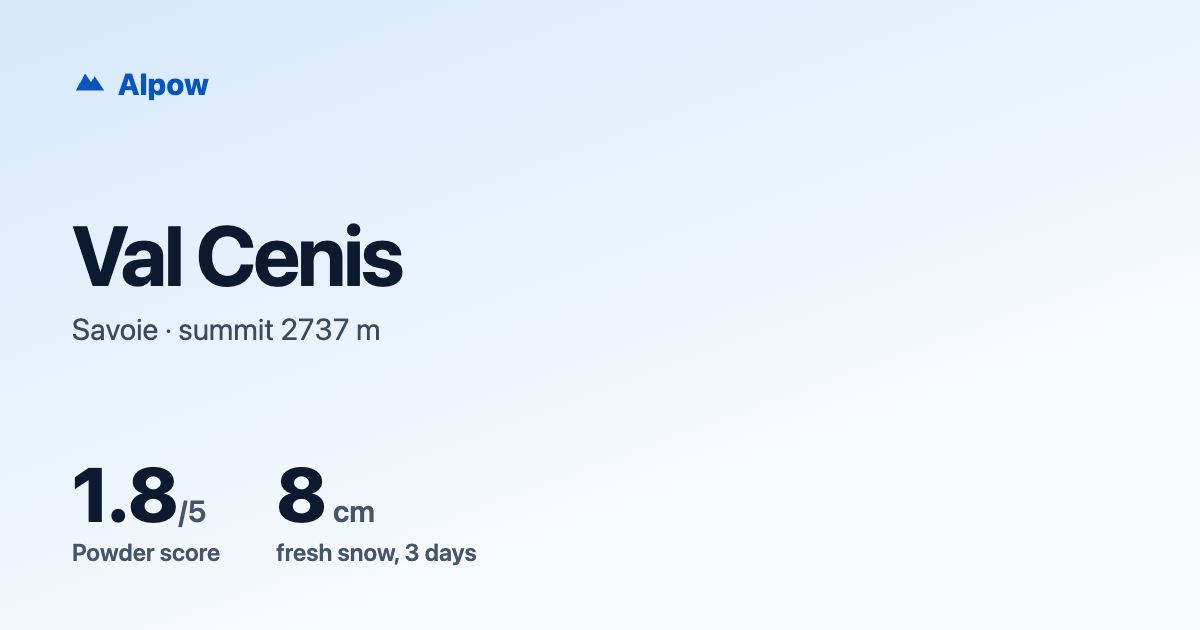 Alpow
Val Cenis
Savoie · summit 2737 m
1.8/5 8 cm
Powder score fresh snow, 3 days